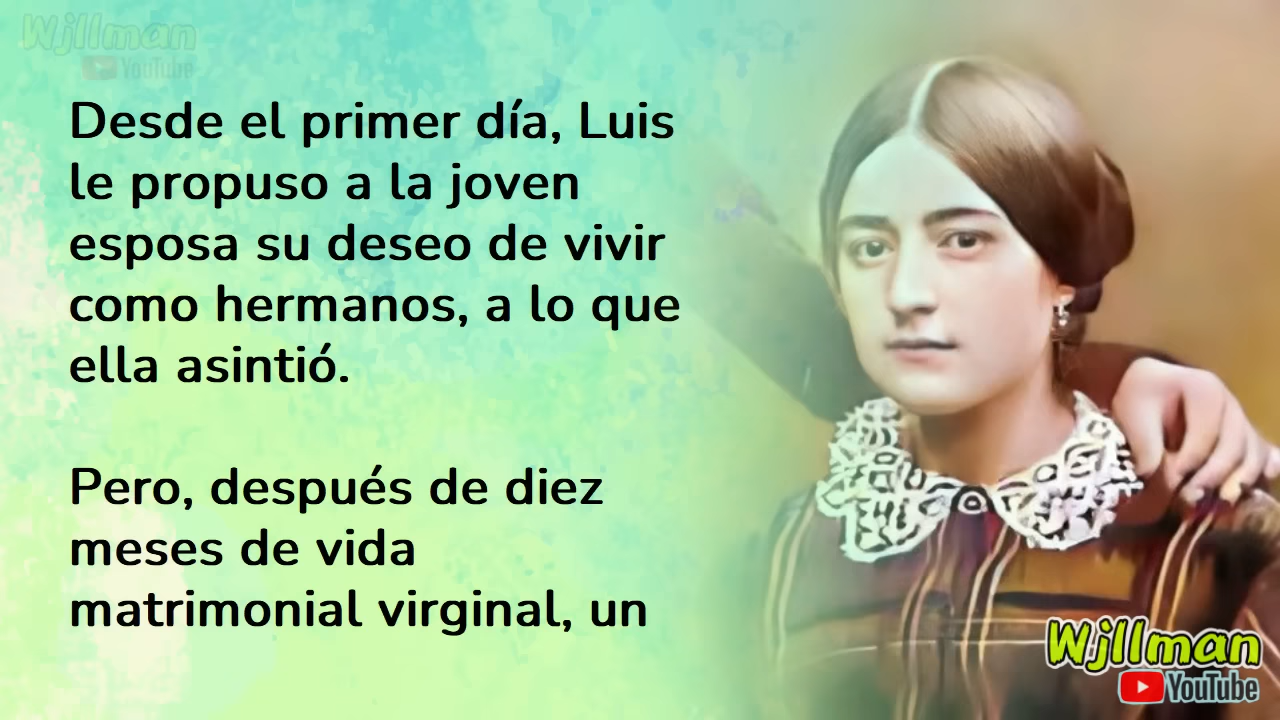 Wjllman
YouTube
Desde el primer día, Luis
le propuso a la joven
esposa su deseo de vivir
como hermanos, a lo que
ella asintió.
Pero, después de diez
meses de vida
matrimonial virginal, un
Wjllman
YouTube